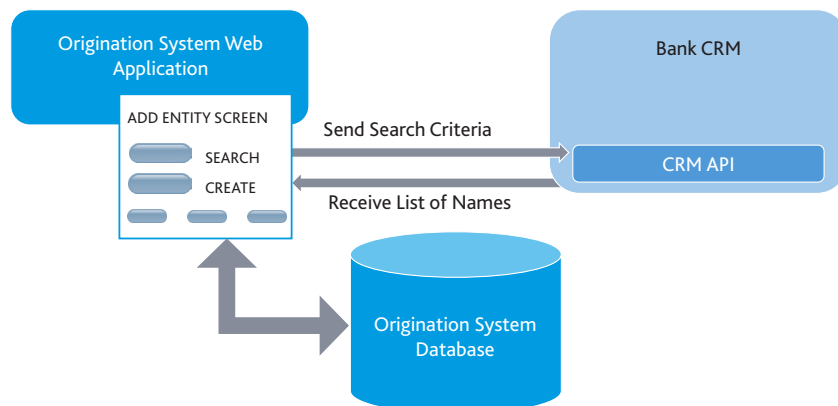 Origination System Web
Application
Bank CRM
ADD ENTITY SCREEN
Send Search Criteria
SEARCH
CRM API
CREATE
Receive List of Names
Origination System
Database